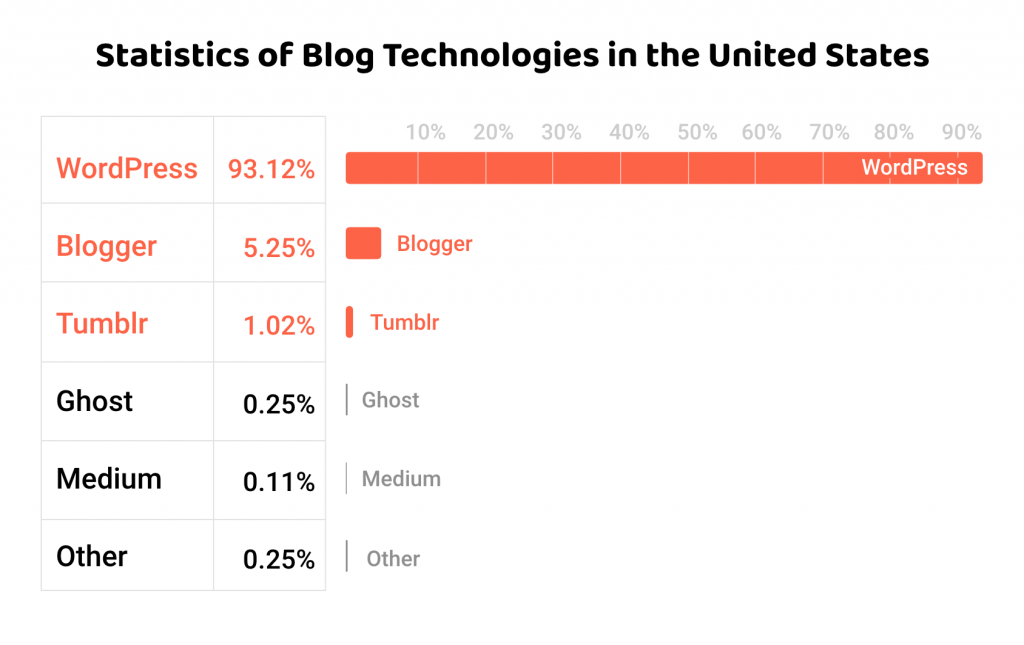 Statistics of Blog Technologies in the United States
10% 20% 30% 40% 50% 60% 70% 80% 90%
WordPress 93.12% WordPress
Blogger 5.25% Blogger
Tumblr 1.02% Tumblr
Ghost 0.25% Ghost
Medium 0.11% Medium
Other 0.25% Other